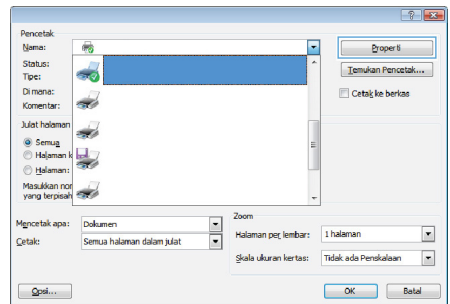 Pencetak
Nama:
Properti
Status:
Tipe:
Temukan Pencetak...
Di mana:
Komentar:
Cetak ke berkas
Julat halaman
Semua
Halaman k
Halaman:
Masukkan nor
yang terpisah
Mencetak apa: Dokumen
Cetak: Semua halaman dalam julat
Zoom
Halaman per lembar: 1 halaman
Skala ukuran kertas: Tidak ada Penskalaan
Opsi...
OK
Batal